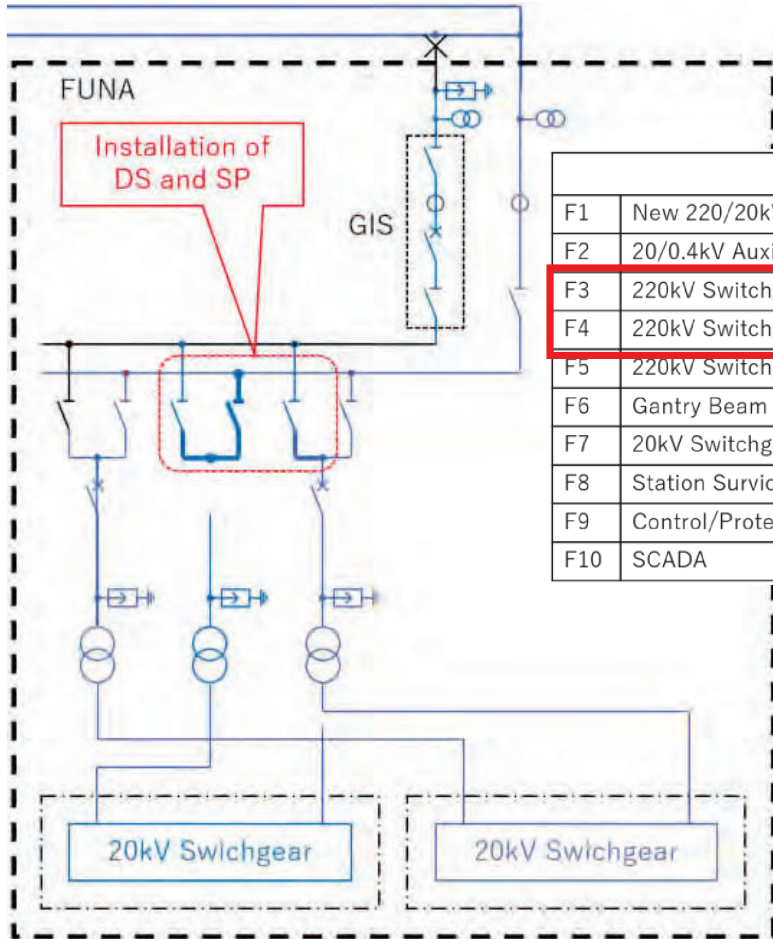 FUNA
Installation of
DS and SP
GIS
F1 New 220/20k
F2 20/0.4kV Auxi
F3 220kV Switch
F4 220kV Switch
F5 220kV Switch
F6 Gantry Beam
F7 20kV Switchg
F8 Station Survic
F9 Control/Prote
F10 SCADA
20kV Swichgear
20kV Swichgear